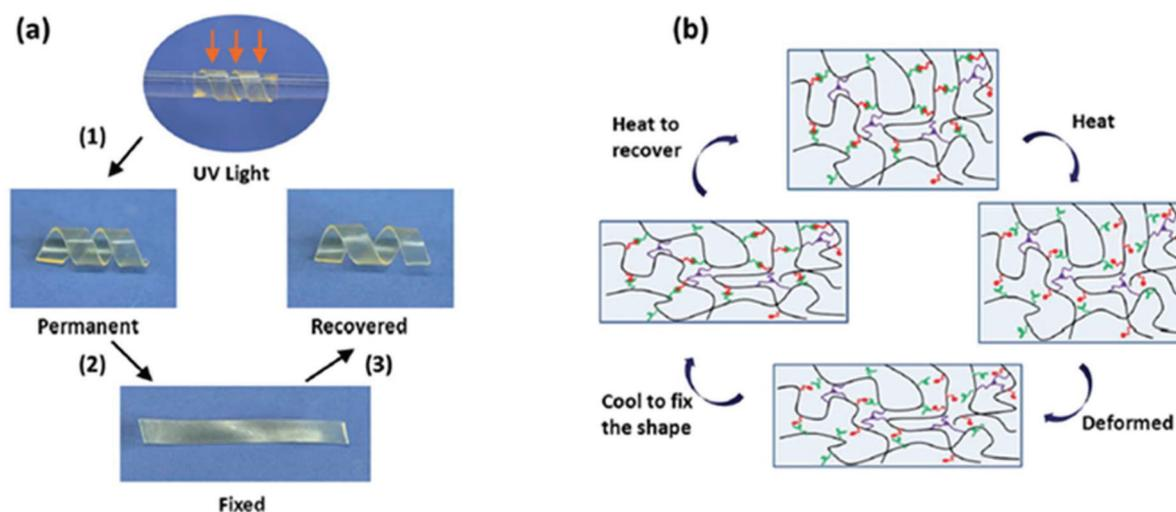 (a)
(1)
UV Light
Permanent
Recovered
(2)
(3)
Fixed
(b)
Heat to
recover
Heat
Cool to fix
the shape
Deformed